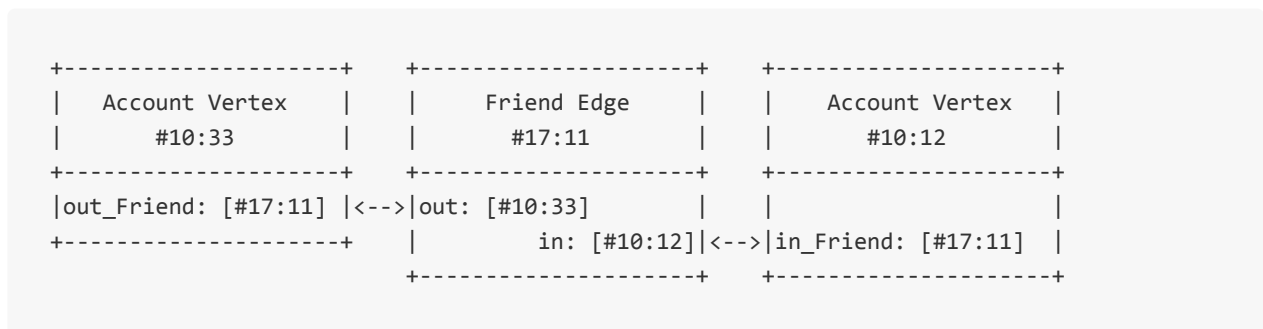 +---------------------+    +---------------------+    +---------------------+
|   Account Vertex    |    |     Friend Edge     |    |    Account Vertex   |
|       #10:33        |    |       #17:11        |    |       #10:12        |
+---------------------+    +---------------------+    +---------------------+
|out_Friend: [#17:11] |<-->|out: [#10:33]        |    |                     |
+---------------------+    |         in: [#10:12]|<-->|in_Friend: [#17:11]  |
                           +---------------------+    +---------------------+